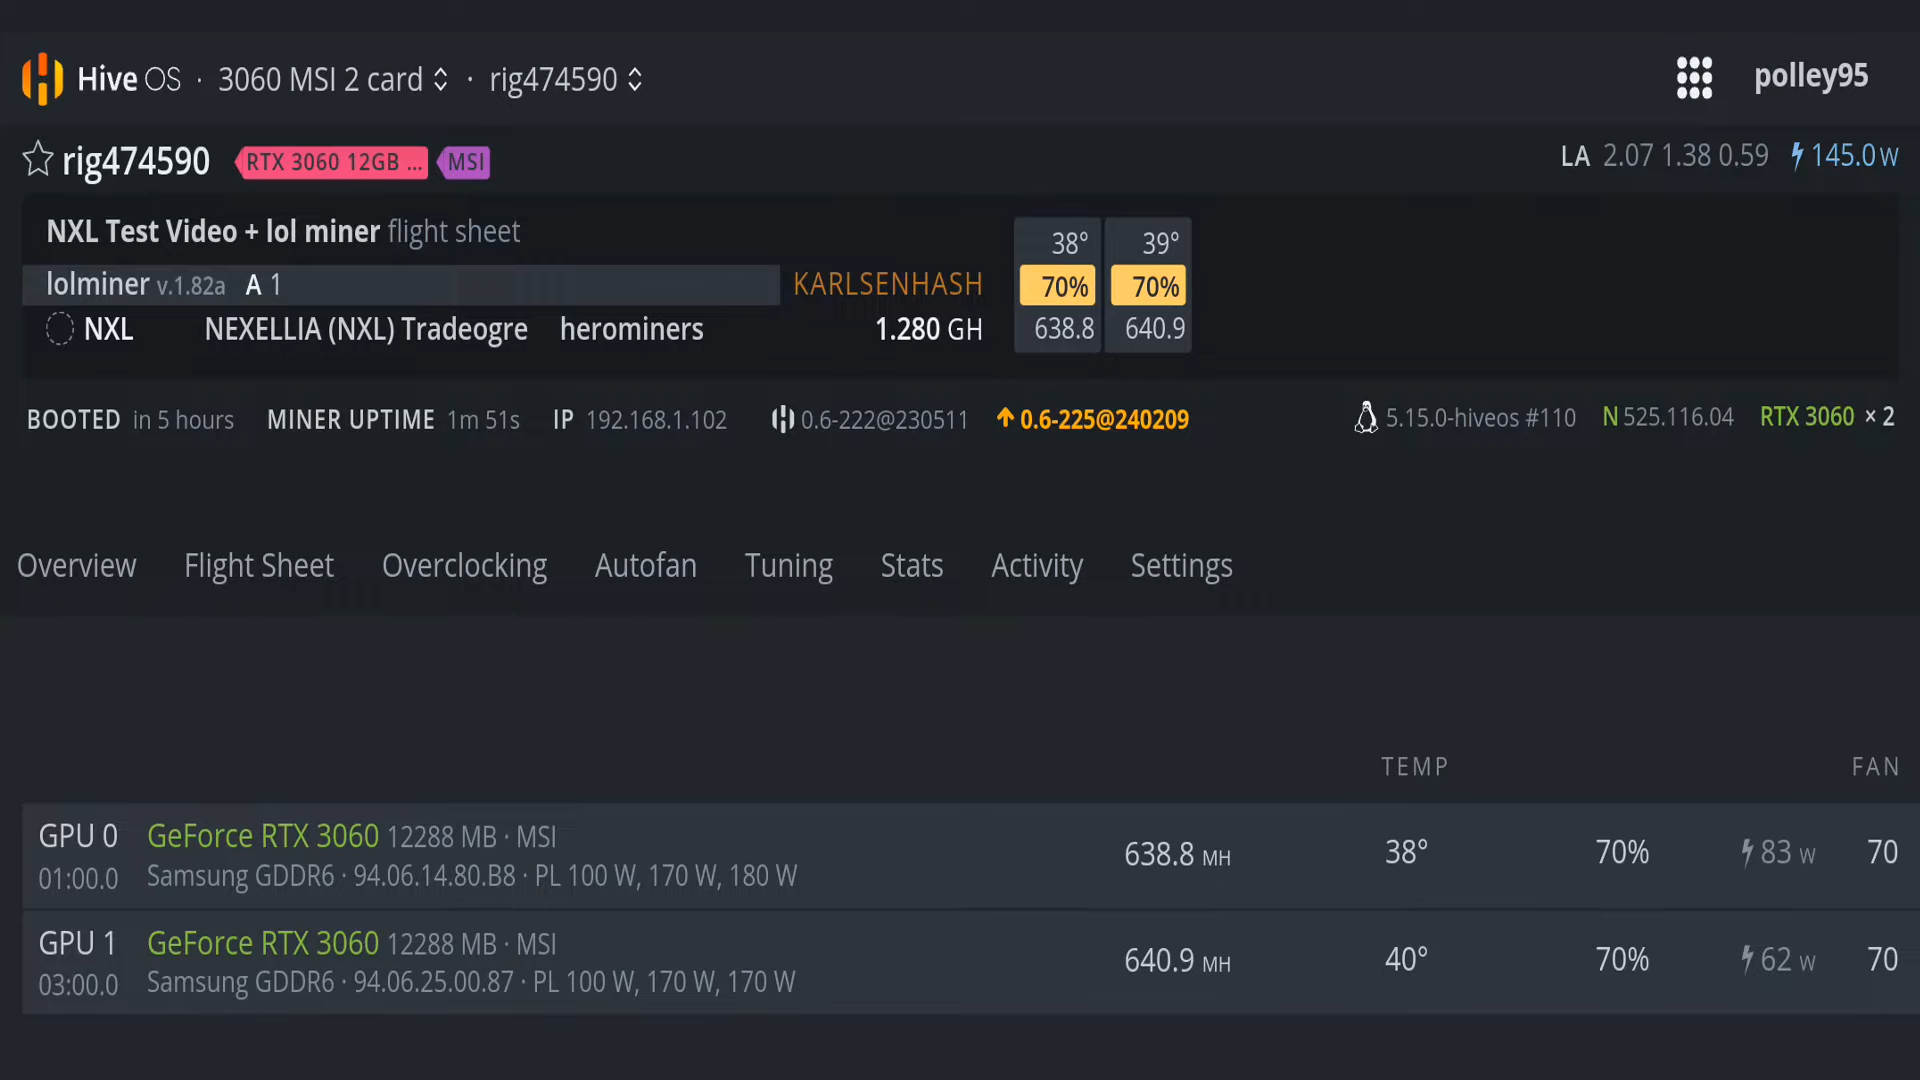 Hive OS · 3060 MSI 2 card · rig474590 polley95
rig474590 RTX 3060 12GB ... MSI LA 2.07 1.38 0.59 145.0 W
NXL Test Video + lol miner flight sheet
38° 39°
lolminer v.1.82a A 1 KARLSENHASH 70% 70%
NXL NEXELLIA (NXL) Tradeogre herominers 1.280 GH 638.8 640.9
BOOTED in 5 hours MINER UPTIME 1m 51s IP 192.168.1.102 0.6-222@230511 0.6-225@240209 5.15.0-hiveos #110 N 525.116.04 RTX 3060 × 2
Overview Flight Sheet Overclocking Autofan Tuning Stats Activity Settings
TEMP FAN
GPU 0 GeForce RTX 3060 12288 MB · MSI
638.8 MH 38° 70% 83 W 70
01:00.0 Samsung GDDR6 · 94.06.14.80.B8 · PL 100 W, 170 W, 180 W
GPU 1 GeForce RTX 3060 12288 MB · MSI
640.9 MH 40° 70% 62 W 70
03:00.0 Samsung GDDR6 · 94.06.25.00.87 · PL 100 W, 170 W, 170 W